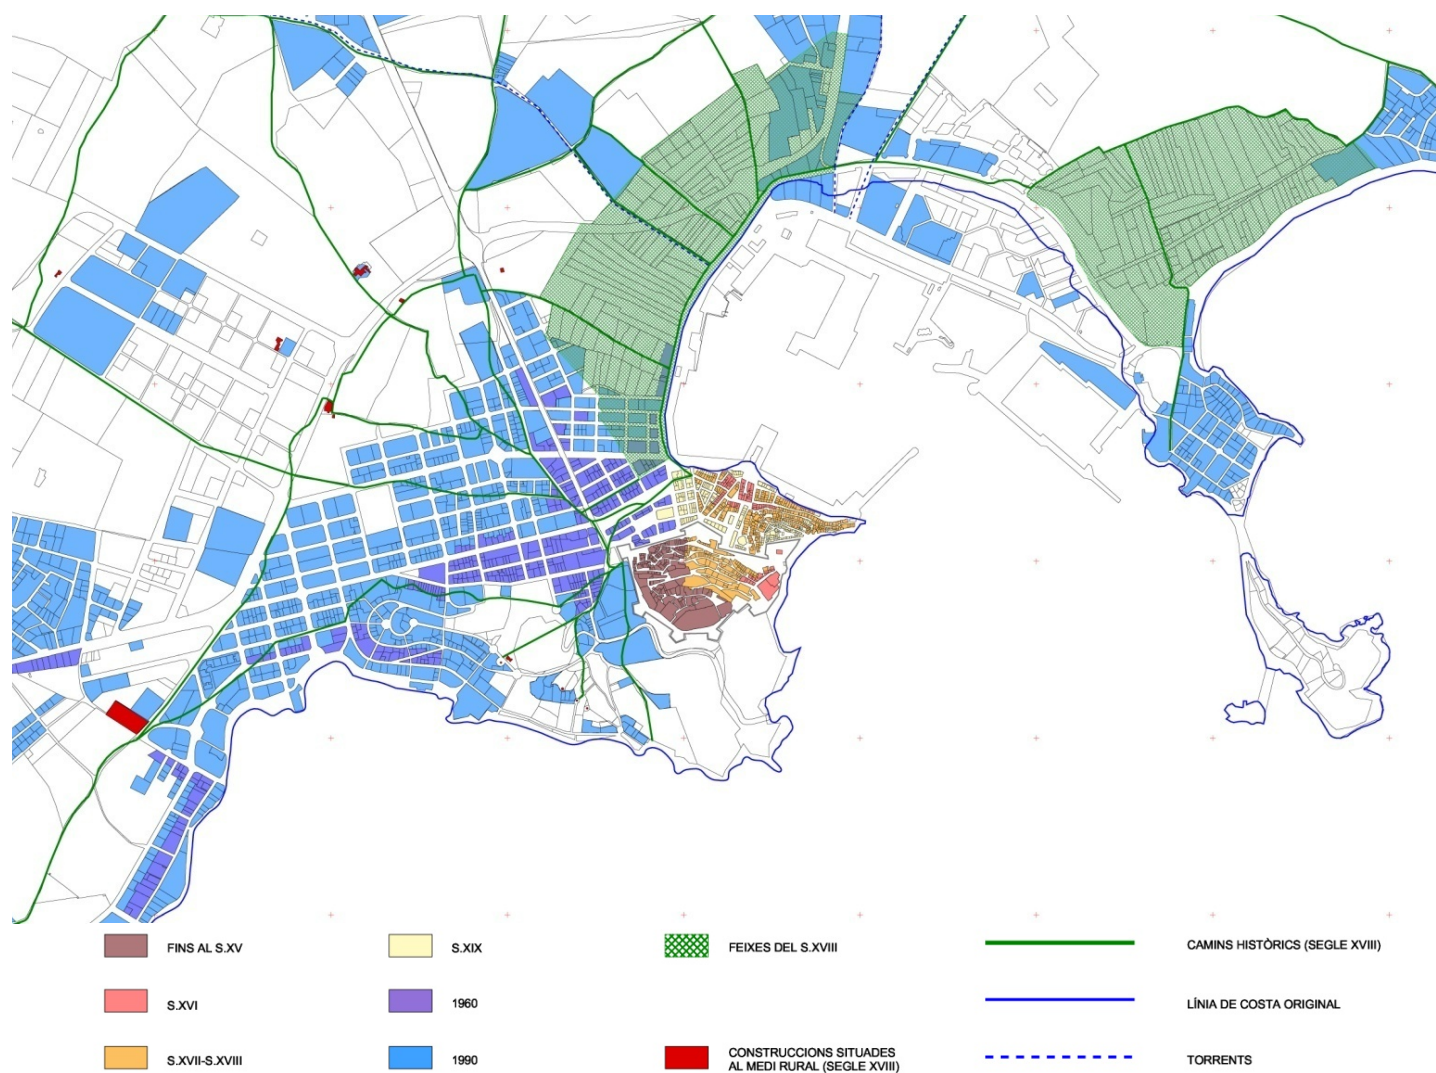 FINS AL S.XV
S.XIX
FEIXES DEL S.XVIII
CAMINS HISTÒRICS (SEGLE XVIII)
S.XVI
1960
LÍNIA DE COSTA ORIGINAL
S.XVII-S.XVIII
1990
CONSTRUCCIONS SITUADES
AL MEDI RURAL (SEGLE XVIII)
TORRENTS